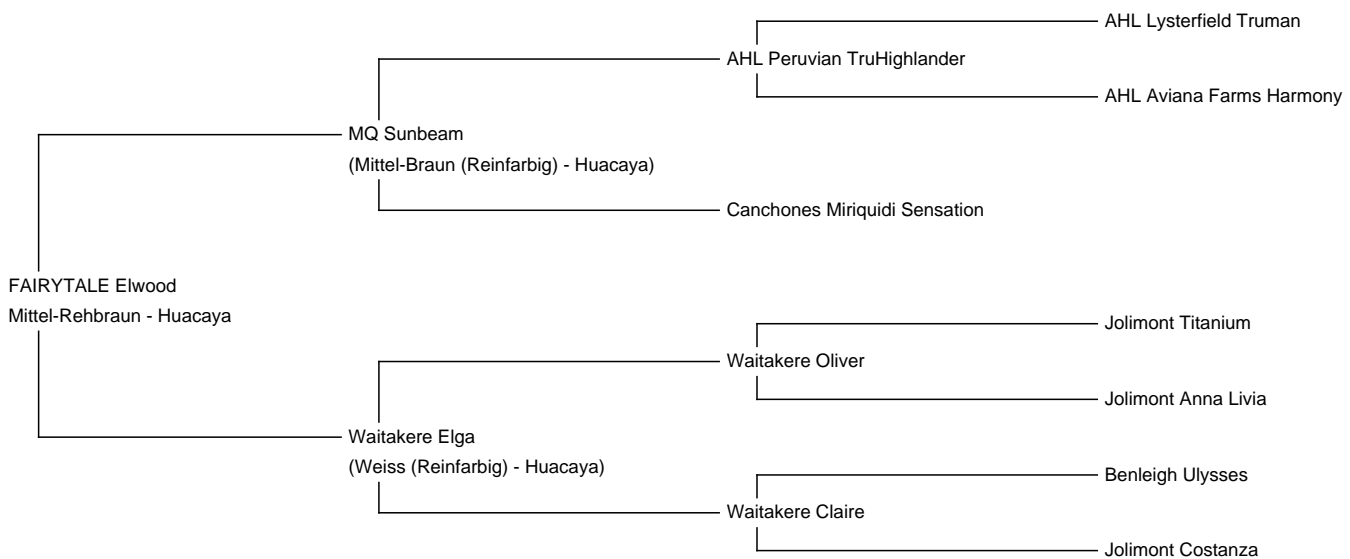 AHL Lysterfield Truman
AHL Peruvian TruHighlander
AHL Aviana Farms Harmony
MQ Sunbeam
(Mittel-Braun (Reinfarbig) - Huacaya)
Canchones Miriquidi Sensation
FAIRYTALE Elwood
Mittel-Rehbraun - Huacaya
Jolimont Titanium
Waitakere Oliver
Jolimont Anna Livia
Waitakere Elga
(Weiss (Reinfarbig) - Huacaya)
Benleigh Ulysses
Waitakere Claire
Jolimont Costanza